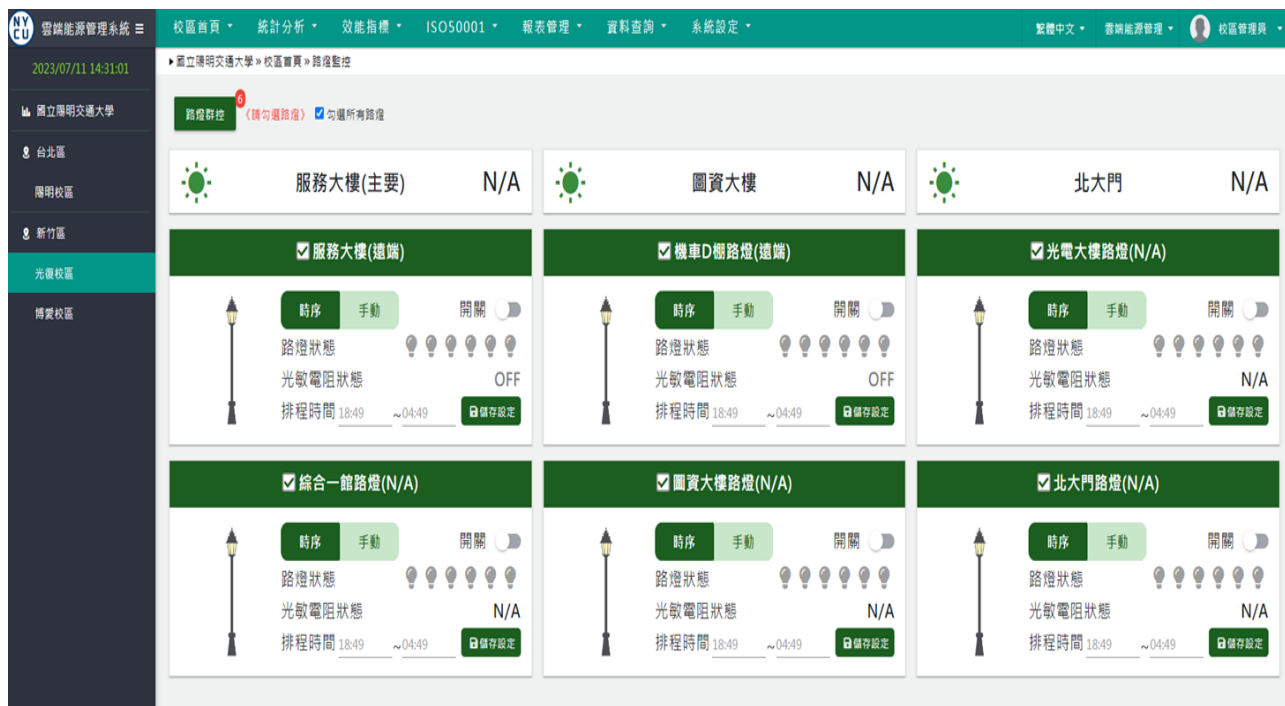 NYCU 雲端能源管理系統 校區首頁 統計分析 效能指標 ISO50001 報表管理 資料查詢 系統設定 繁體中文 雲端能源管理 校區管理員
2023/07/11 14:31:01
國立陽明交通大學
台北區
陽明校區
新竹區
光復校區
博愛校區
國立陽明交通大學»校區首頁»路燈監控
路燈群控 6 《請勾選路燈》 勾選所有路燈
服務大樓(主要) N/A 圖資大樓 N/A 北大門 N/A
服務大樓(遠端) 機車D棚路燈(遠端) 光電大樓路燈(N/A)
時序 手動 開關 時序 手動 開關 時序 手動 開關
路燈狀態 路燈狀態 路燈狀態
光敏電阻狀態 OFF 光敏電阻狀態 OFF 光敏電阻狀態 N/A
排程時間 18:49 ~04:49 儲存設定 排程時間 18:49 ~04:49 儲存設定 排程時間 18:49 ~04:49 儲存設定
綜合一館路燈(N/A) 圖資大樓路燈(N/A) 北大門路燈(N/A)
時序 手動 開關 時序 手動 開關 時序 手動 開關
路燈狀態 路燈狀態 路燈狀態
光敏電阻狀態 N/A 光敏電阻狀態 N/A 光敏電阻狀態 N/A
排程時間 18:49 ~04:49 儲存設定 排程時間 18:49 ~04:49 儲存設定 排程時間 18:49 ~04:49 儲存設定